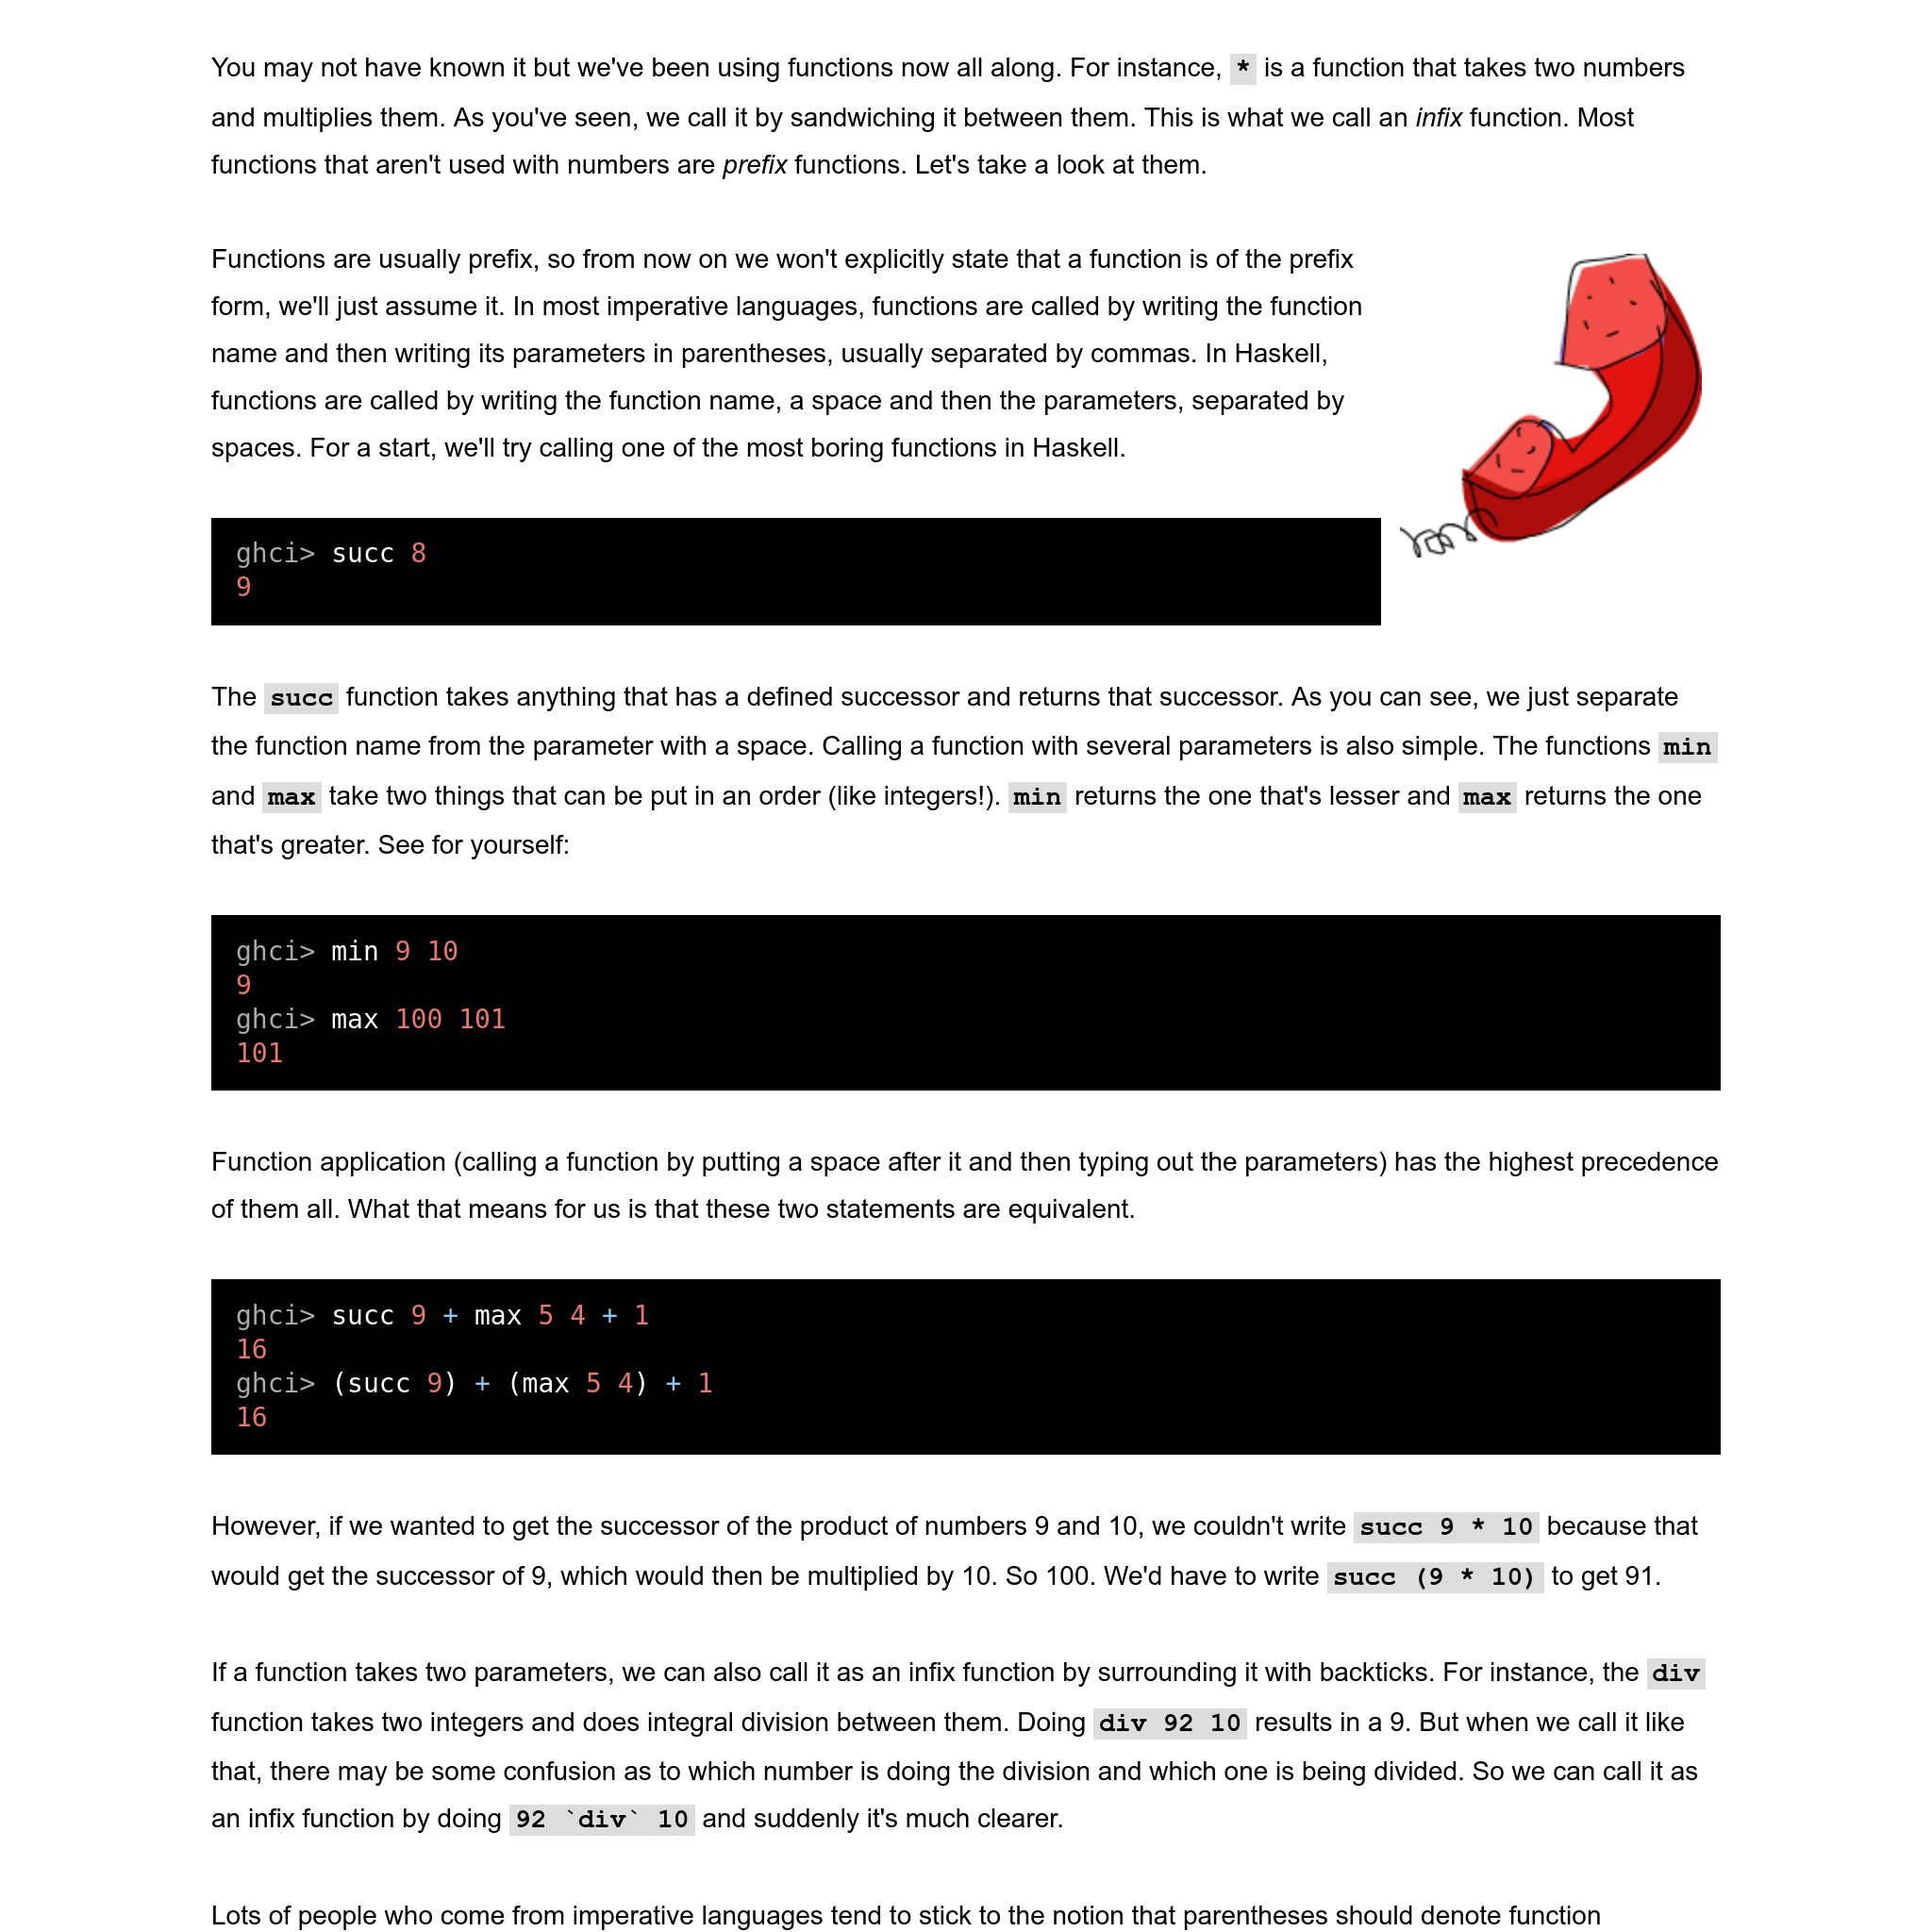 You may not have known it but we've been using functions now all along. For instance, * is a function that takes two numbers
and multiplies them. As you've seen, we call it by sandwiching it between them. This is what we call an infix function. Most
functions that aren't used with numbers are prefix functions. Let's take a look at them.
Functions are usually prefix, so from now on we won't explicitly state that a function is of the prefix
form, we'll just assume it. In most imperative languages, functions are called by writing the function
name and then writing its parameters in parentheses, usually separated by commas. In Haskell,
functions are called by writing the function name, a space and then the parameters, separated by
spaces. For a start, we'll try calling one of the most boring functions in Haskell.
ghci> succ 8
9
The succ function takes anything that has a defined successor and returns that successor. As you can see, we just separate
the function name from the parameter with a space. Calling a function with several parameters is also simple. The functions min
and max take two things that can be put in an order (like integers!). min returns the one that's lesser and max returns the one
that's greater. See for yourself:
ghci> min 9 10
9
ghci> max 100 101
101
Function application (calling a function by putting a space after it and then typing out the parameters) has the highest precedence
of them all. What that means for us is that these two statements are equivalent.
ghci> succ 9 + max 5 4 + 1
16
ghci> (succ 9) + (max 5 4) + 1
16
However, if we wanted to get the successor of the product of numbers 9 and 10, we couldn't write succ 9 * 10 because that
would get the successor of 9, which would then be multiplied by 10. So 100. We'd have to write succ (9 * 10) to get 91.
If a function takes two parameters, we can also call it as an infix function by surrounding it with backticks. For instance, the div
function takes two integers and does integral division between them. Doing div 92 10 results in a 9. But when we call it like
that, there may be some confusion as to which number is doing the division and which one is being divided. So we can call it as
an infix function by doing 92 `div` 10 and suddenly it's much clearer.
Lots of people who come from imperative languages tend to stick to the notion that parentheses should denote function